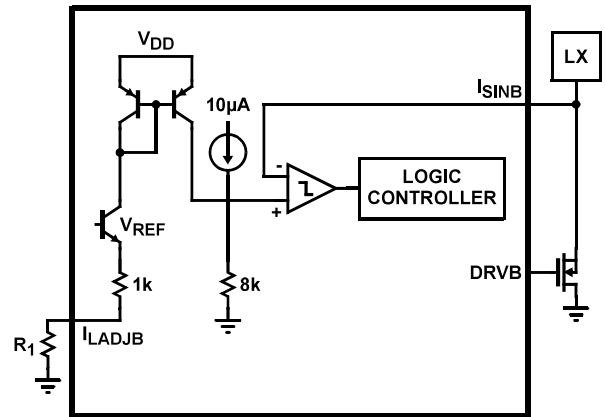 VDD
LX
ISINB
10µA
-
+
LOGIC
CONTROLLER
VREF
DRVB
1k
8k
ILADJB
R1